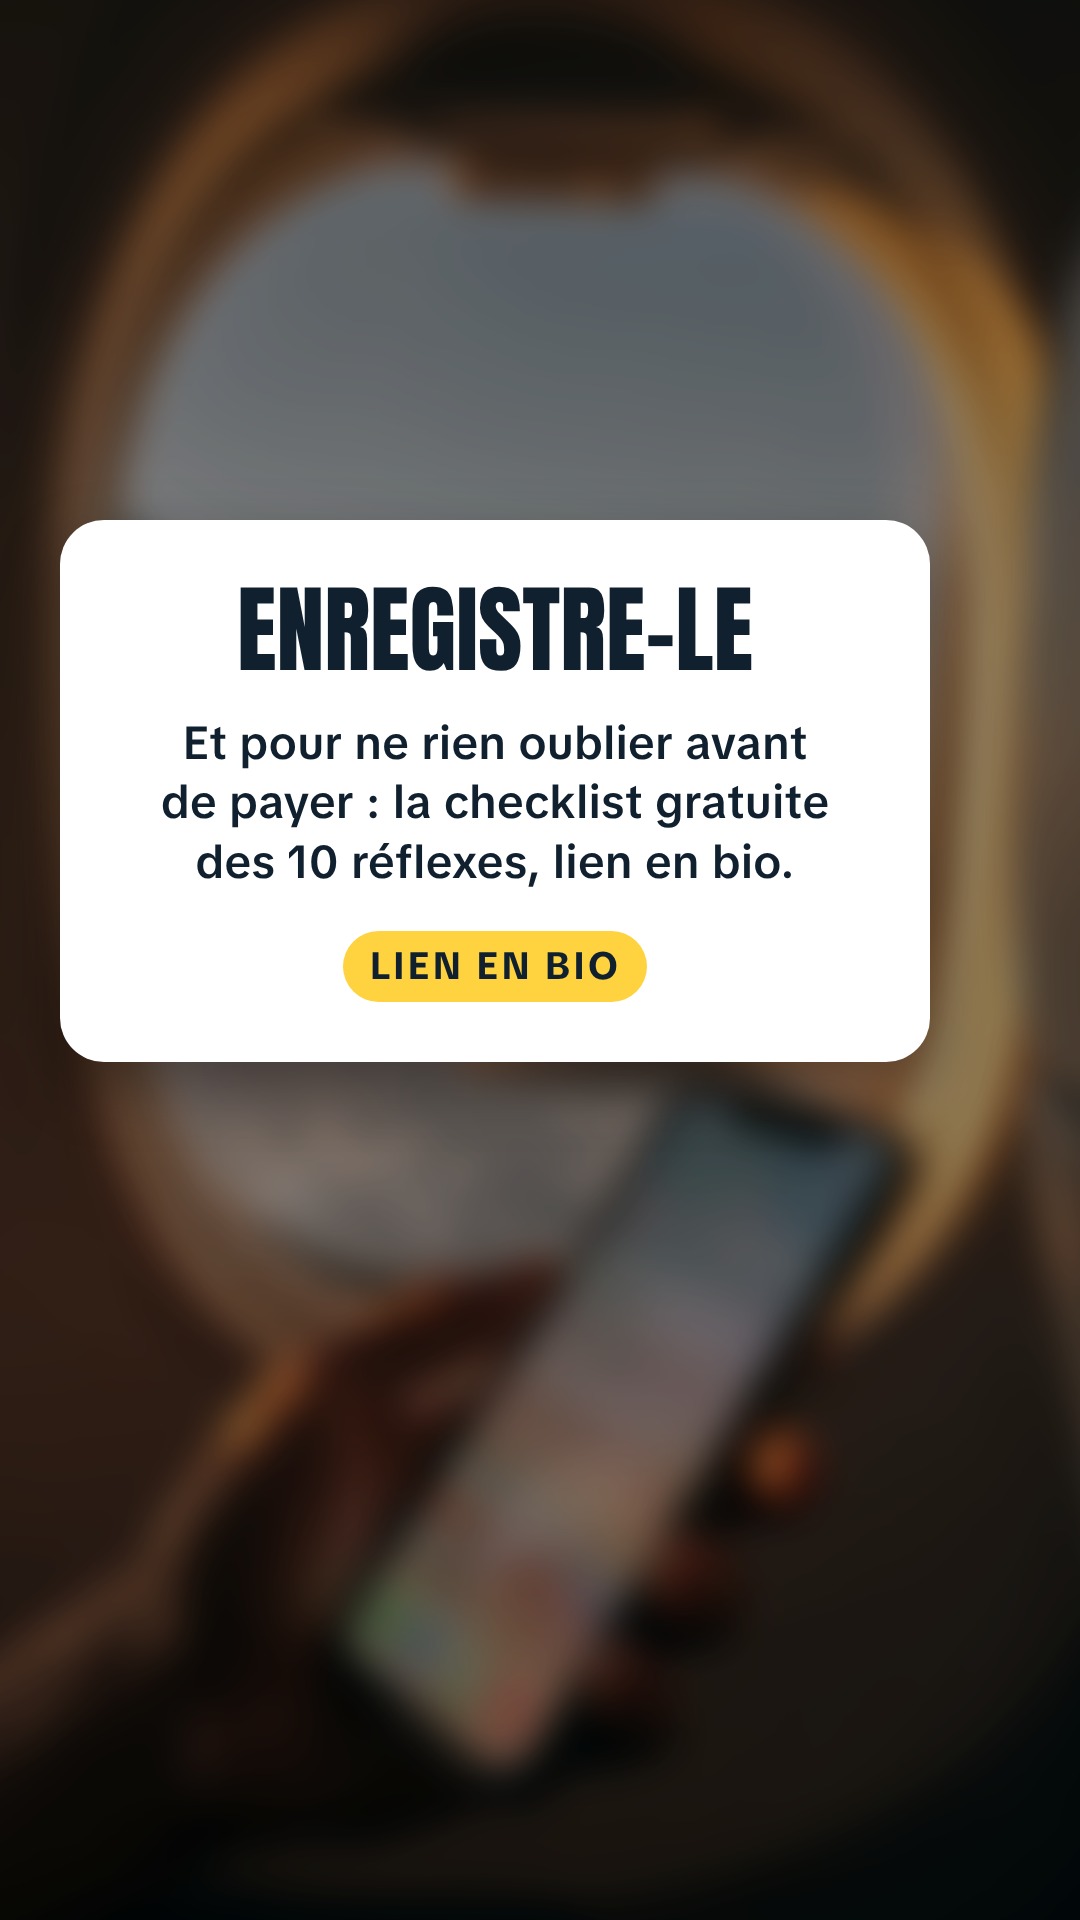 ENREGISTRE-LE
Et pour ne rien oublier avant
de payer : la checklist gratuite
des 10 réflexes, lien en bio.
LIEN EN BIO